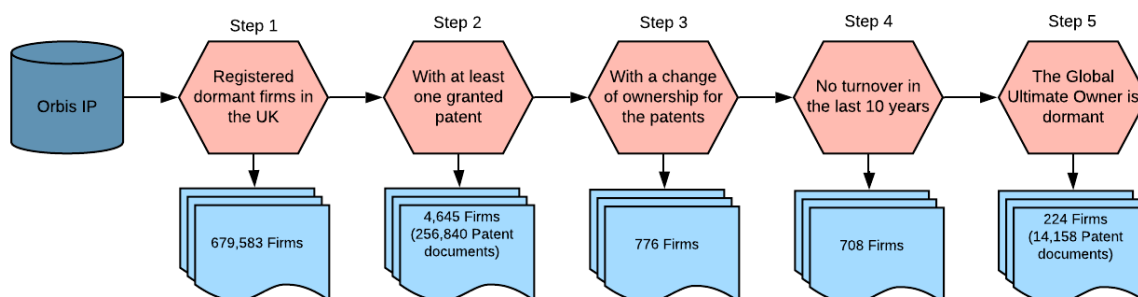 Step 1
Step 2
Step 3
Step 4
Step 5
Orbis IP
Registered
dormant firms in
the UK
With at least
one granted
patent
With a change
of ownership for
the patents
No turnover in
the last 10 years
The Global
Ultimate Owner is
dormant
679,583 Firms
4,645 Firms
(256,840 Patent
documents)
776 Firms
708 Firms
224 Firms
(14,158 Patent
documents)